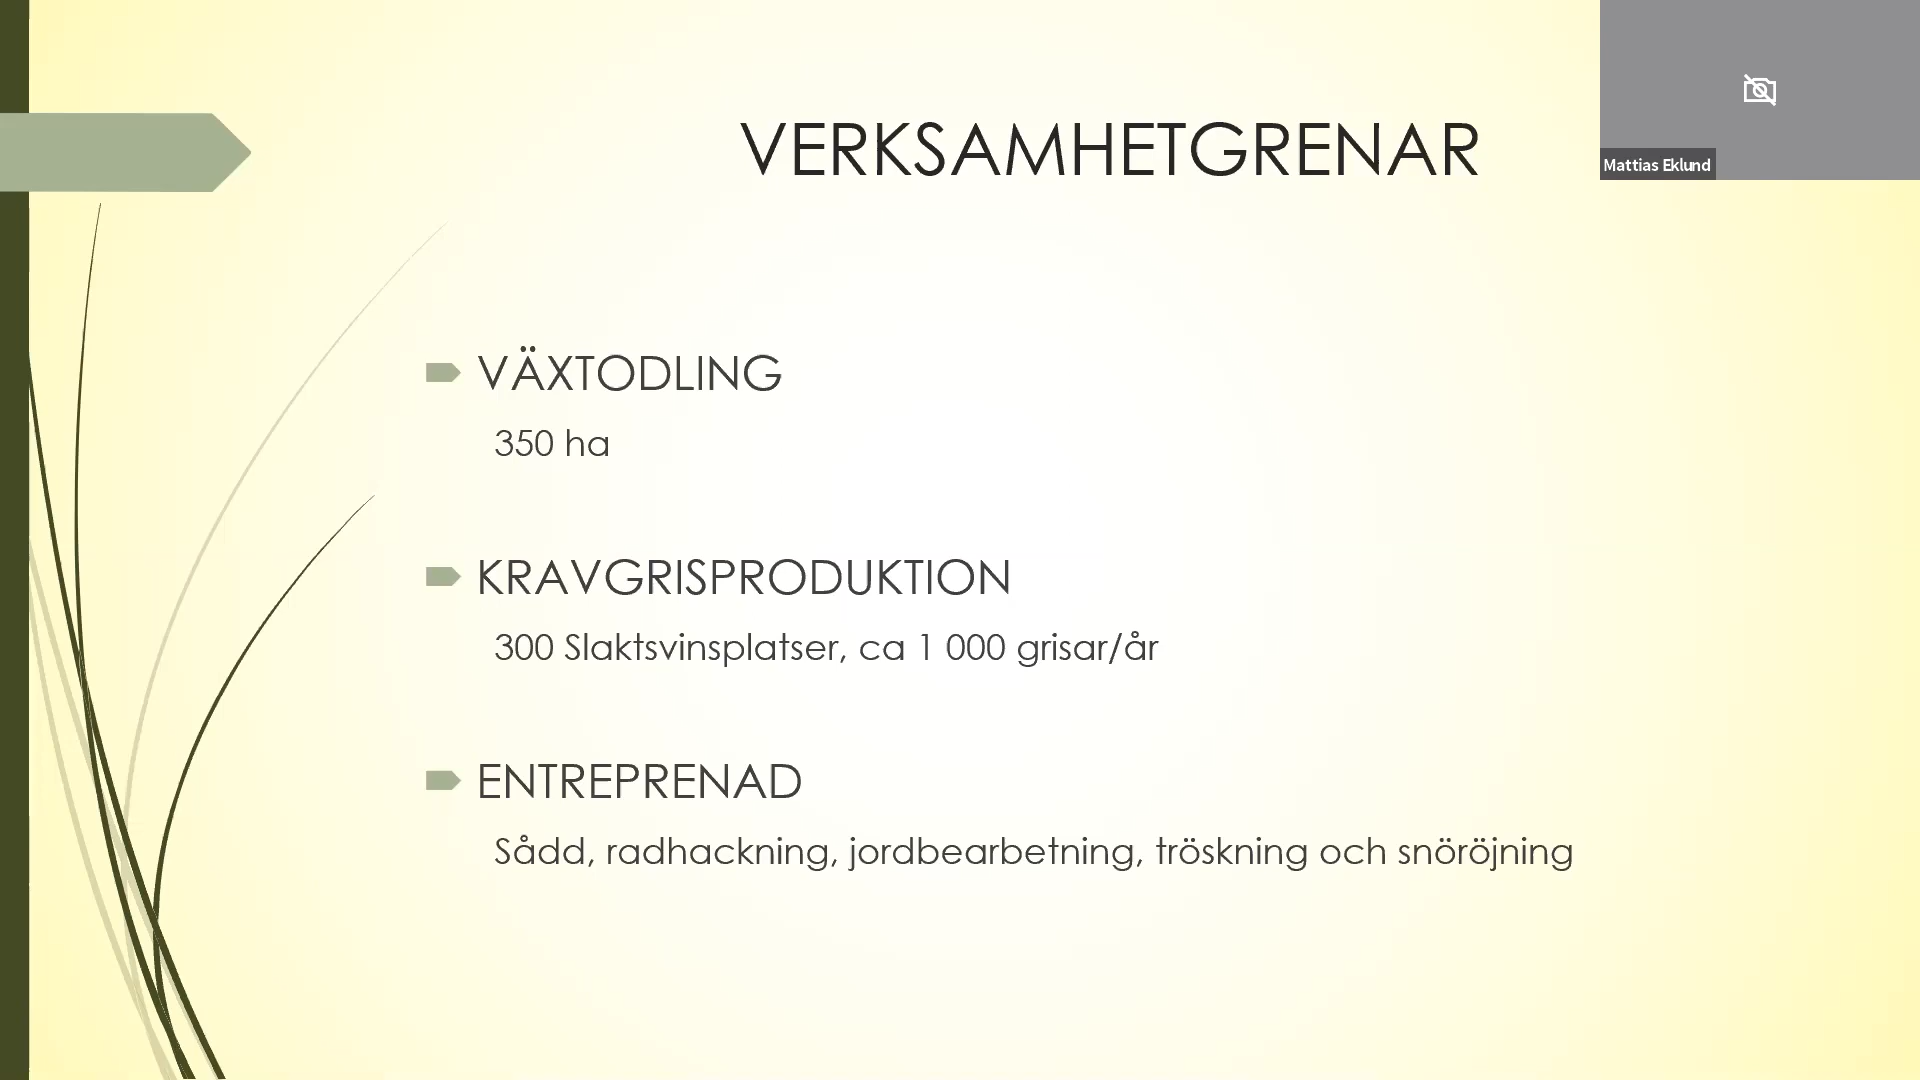 VERKSAMHETGRENAR
Mattias Eklund
VÄXTODLING
350 ha
KRAVGRISPRODUKTION
300 Slaktsvinsplatser, ca 1 000 grisar/år
ENTREPRENAD
Sådd, radhackning, jordbearbetning, tröskning och snöröjning